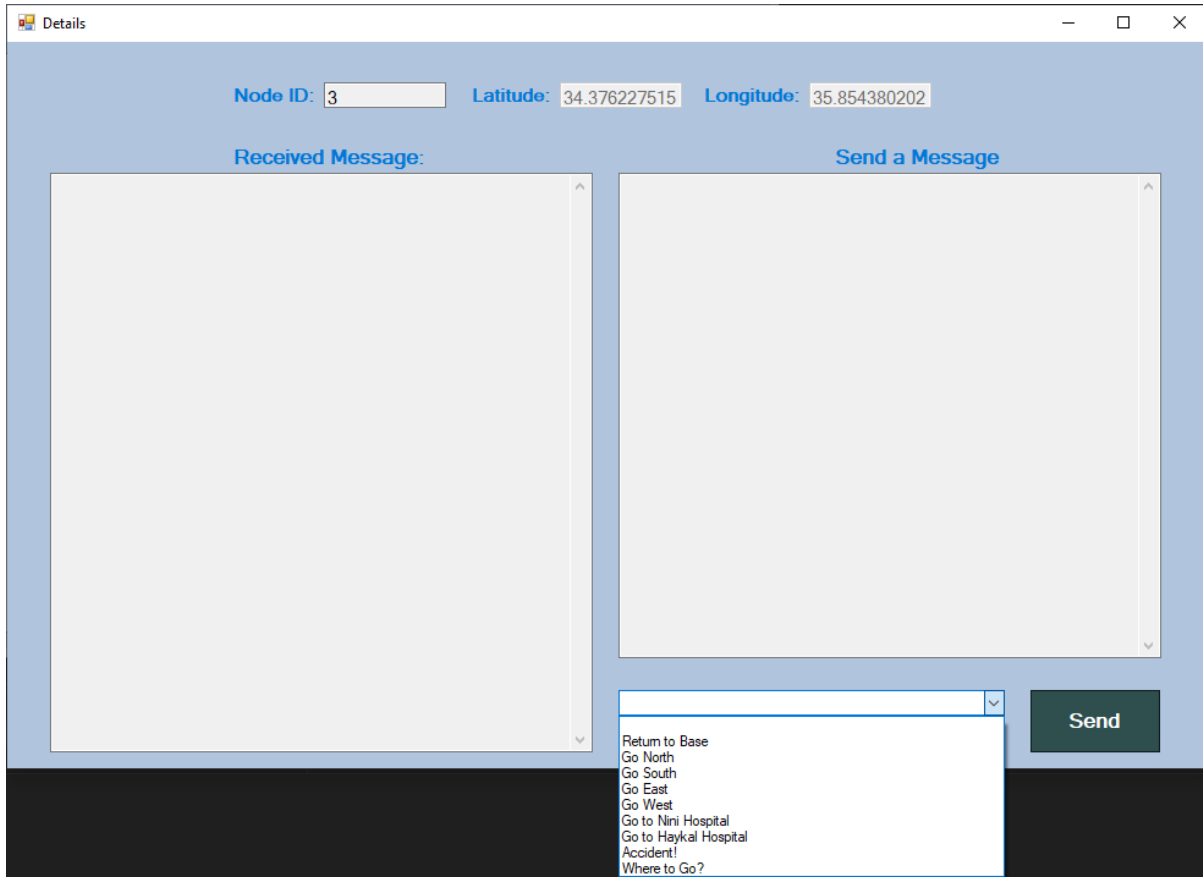 Details
Node ID: 3 Latitude: 34.376227515 Longitude: 35.854380202
Received Message:
Send a Message
Send
Return to Base
Go North
Go South
Go East
Go West
Go to Nini Hospital
Go to Haykal Hospital
Accident!
Where to Go?